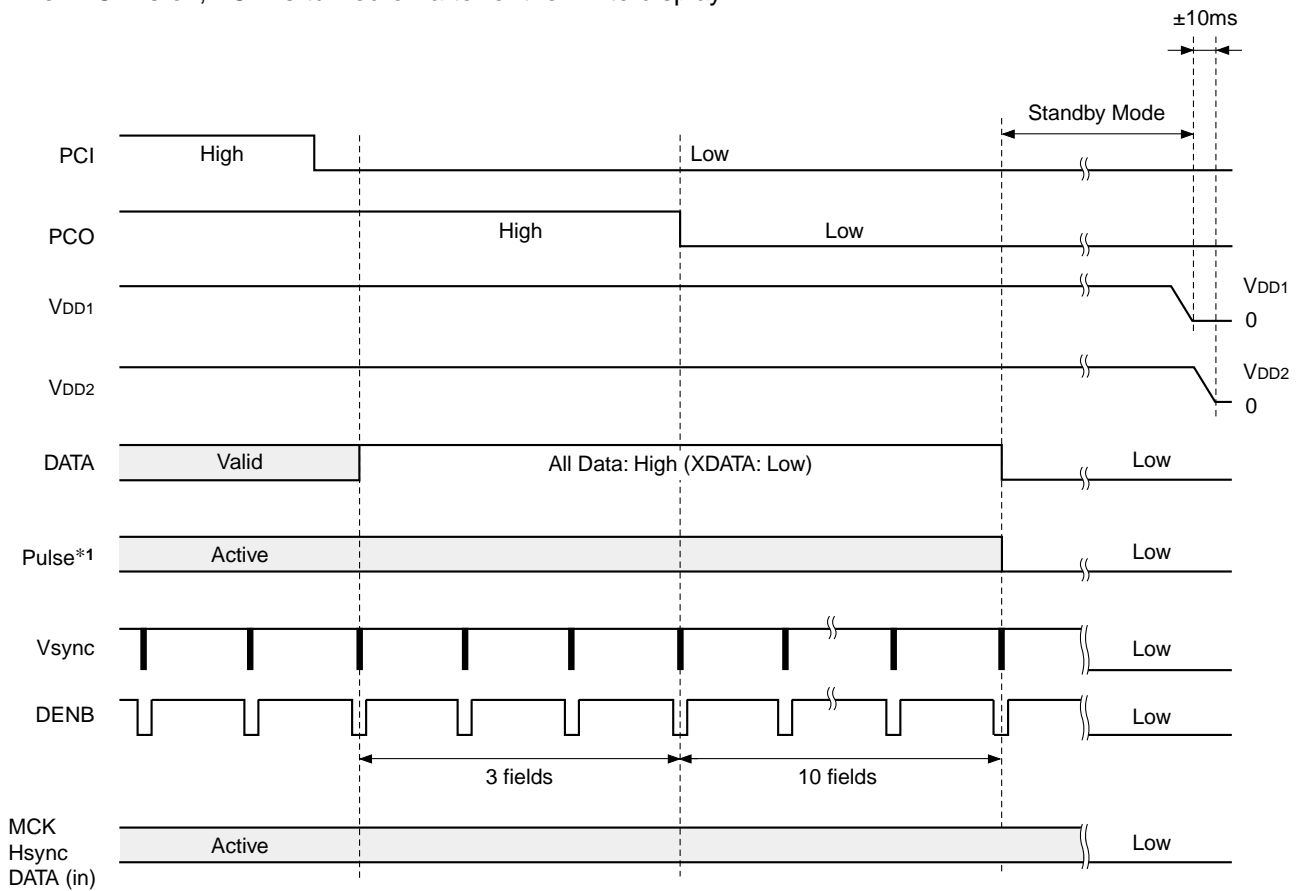 ±10ms
Standby Mode
PCI High Low
PCO High Low
VDD1 VDD1
0
VDD2 VDD2
0
DATA Valid All Data: High (XDATA: Low) Low
Pulse*1 Active Low
Vsync Low
DENB Low
3 fields 10 fields
MCK
Hsync Active Low
DATA (in)